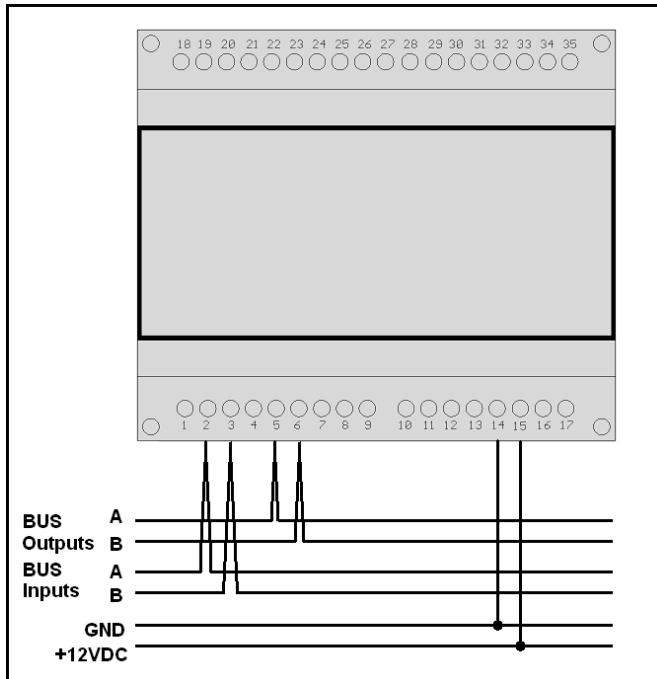 18 19 20 21 22 23 24 25 26 27 28 29 30 31 32 33 34 35
1 2 3 4 5 6 7 8 9 10 11 12 13 14 15 16 17
BUS A
Outputs B
BUS A
Inputs B
GND
+12VDC